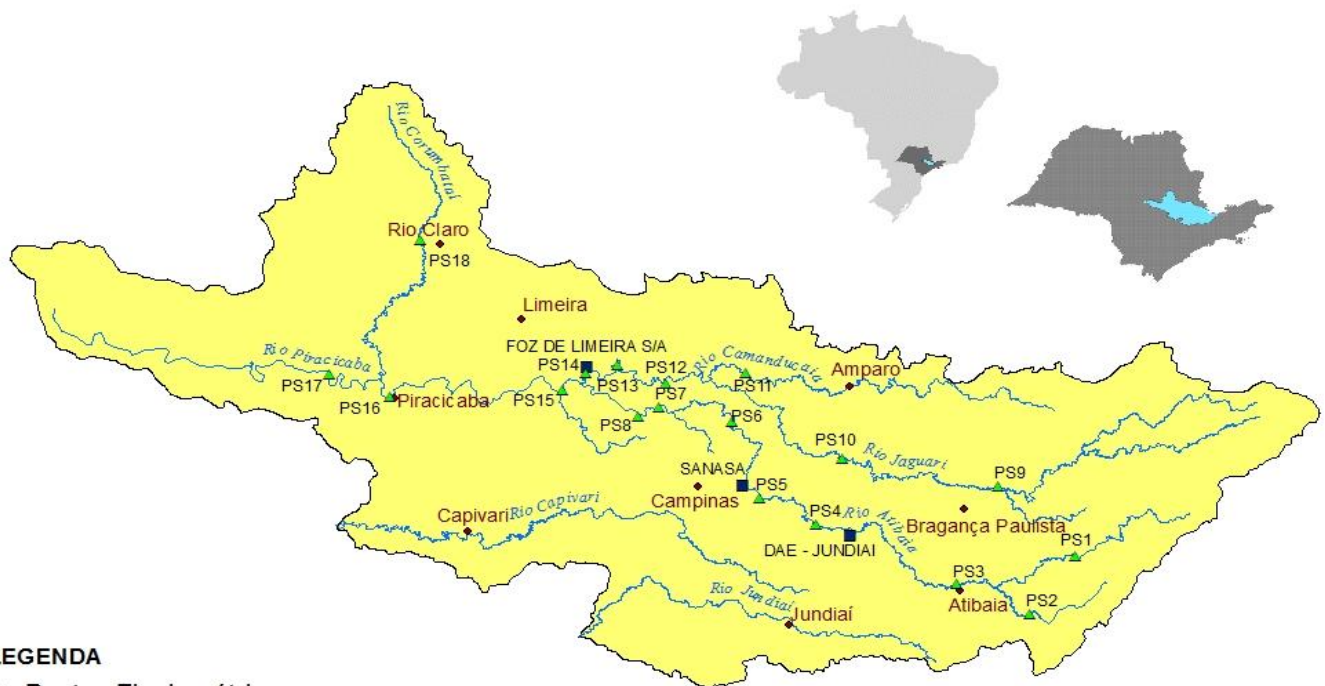 Rio Corumbataí
Rio Claro
PS18
Limeira
FOZ DE LIMEIRA S/A
Rio Piracicaba
PS17
PS16
Piracicaba
PS15
PS14
PS13
PS12
PS7
PS8
Rio Camanducaia
PS11
Amparo
PS6
PS10
Rio Jaguari
PS9
SANASA
Campinas
PS5
PS4
Rio Atibaia
DAE - JUNDIAI
Bragança Paulista
PS1
PS3
Atibaia
PS2
Capivari
Rio Capivari
Rio Jundiaí
Jundiaí
LEGENDA